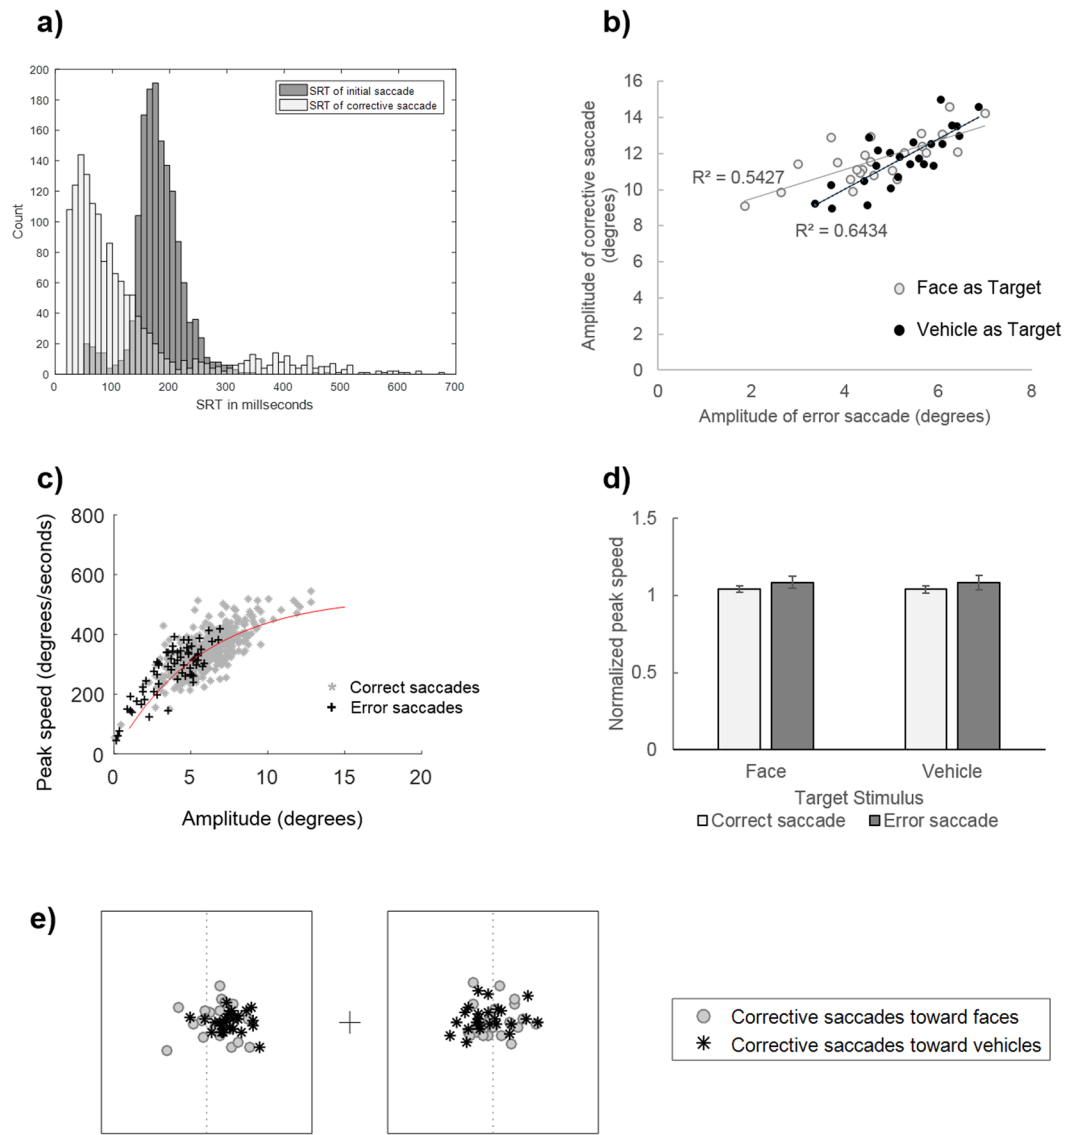 a)
200
180
170
160
140
120
100
80
60
40
20
0
Count
0
100
200
300
400
500
600
700
SRT in millseconds
SRT of initial saccade
SRT of corrective saccade
b)
16
14
12
10
8
6
4
2
0
Amplitude of corrective saccade
(degrees)
R² = 0.5427
R² = 0.6434
Face as Target
Vehicle as Target
0
2
4
6
8
Amplitude of error saccade (degrees)
c)
800
600
400
200
0
Peak speed (degrees/seconds)
Correct saccades
Error saccades
0
5
10
15
20
Amplitude (degrees)
d)
1.5
1
0.5
0
Normalized peak speed
Face
Vehicle
Target Stimulus
Correct saccade
Error saccade
e)
Corrective saccades toward faces
Corrective saccades toward vehicles